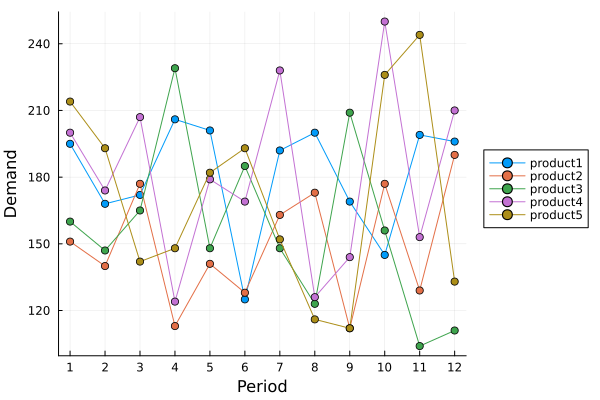 240
210
180
150
120
1 2 3 4 5 6 7 8 9 10 11 12
Demand
Period
product1
product2
product3
product4
product5